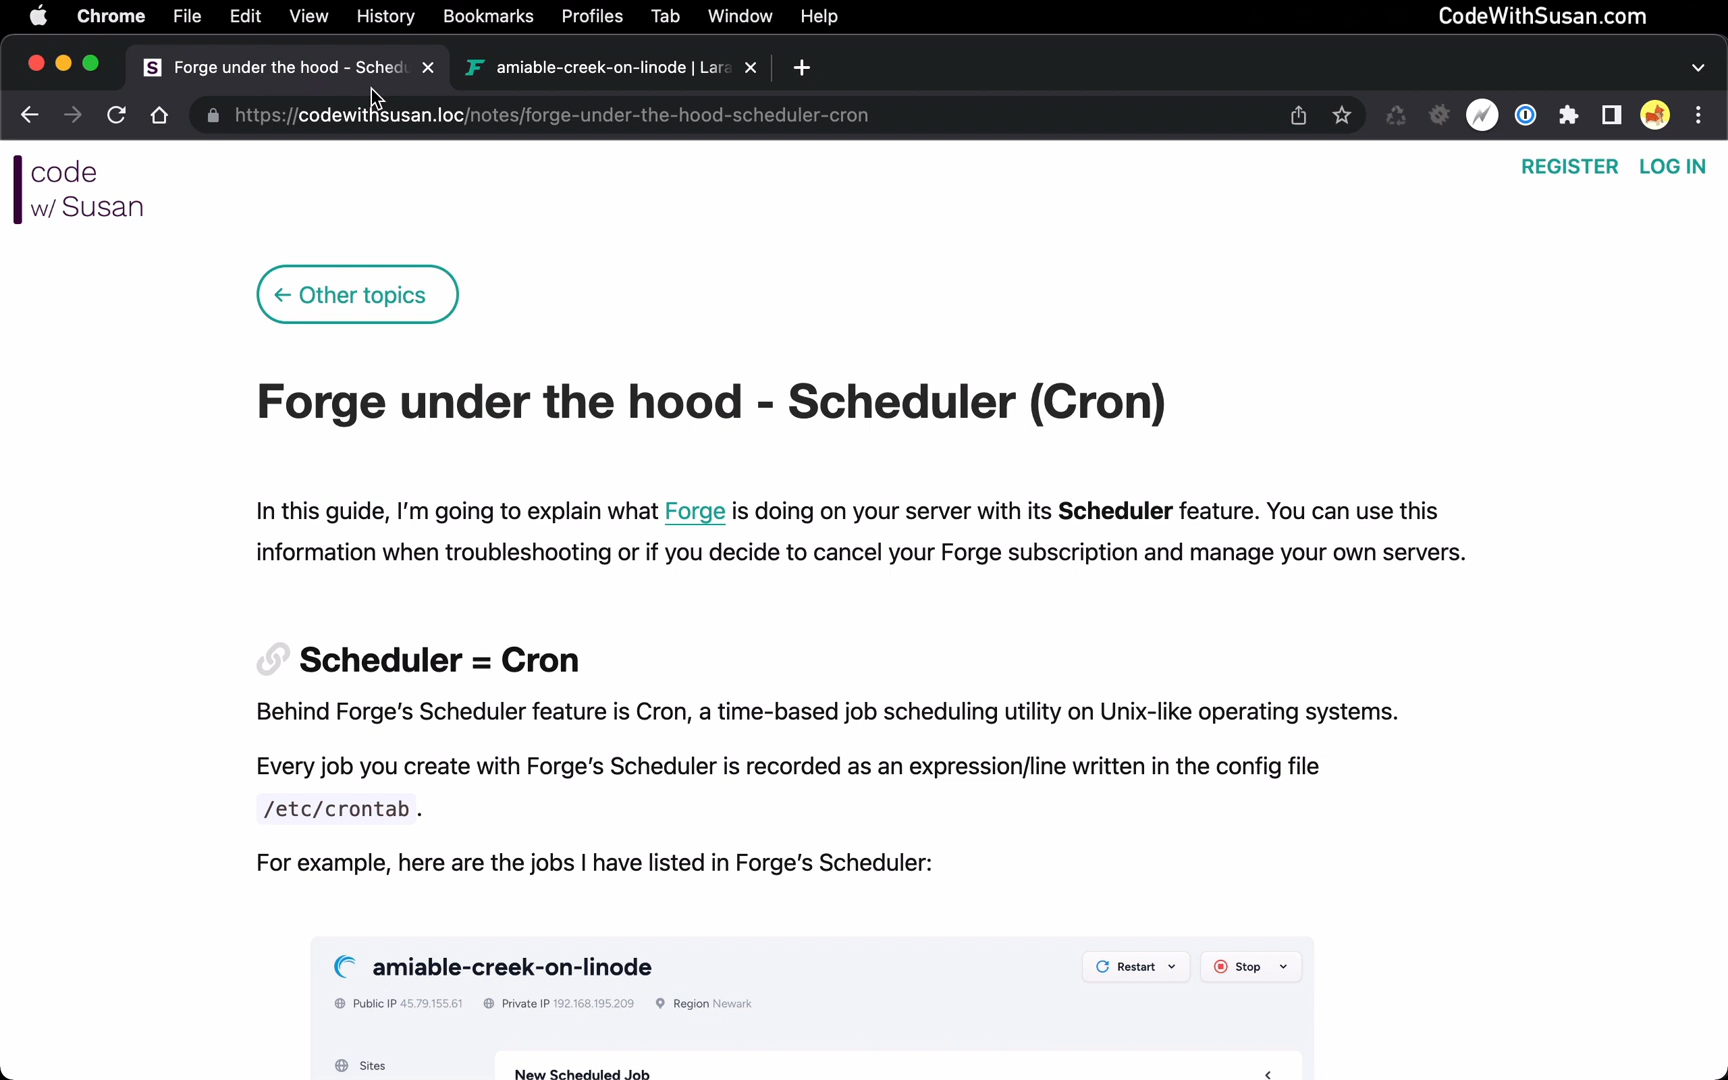 Chrome File Edit View History Bookmarks Profiles Tab Window Help CodeWithSusan.com
Forge under the hood - Sched amiable-creek-on-linode | Lara
https://codewithsusan.loc/notes/forge-under-the-hood-scheduler-cron
code
w/ Susan
REGISTER LOG IN
← Other topics
Forge under the hood - Scheduler (Cron)
In this guide, I’m going to explain what Forge is doing on your server with its Scheduler feature. You can use this
information when troubleshooting or if you decide to cancel your Forge subscription and manage your own servers.
Scheduler = Cron
Behind Forge’s Scheduler feature is Cron, a time-based job scheduling utility on Unix-like operating systems.
Every job you create with Forge’s Scheduler is recorded as an expression/line written in the config file
/etc/crontab.
For example, here are the jobs I have listed in Forge’s Scheduler:
amiable-creek-on-linode Restart Stop
Public IP 45.79.155.61 Private IP 192.168.195.209 Region Newark
Sites
New Scheduled Job